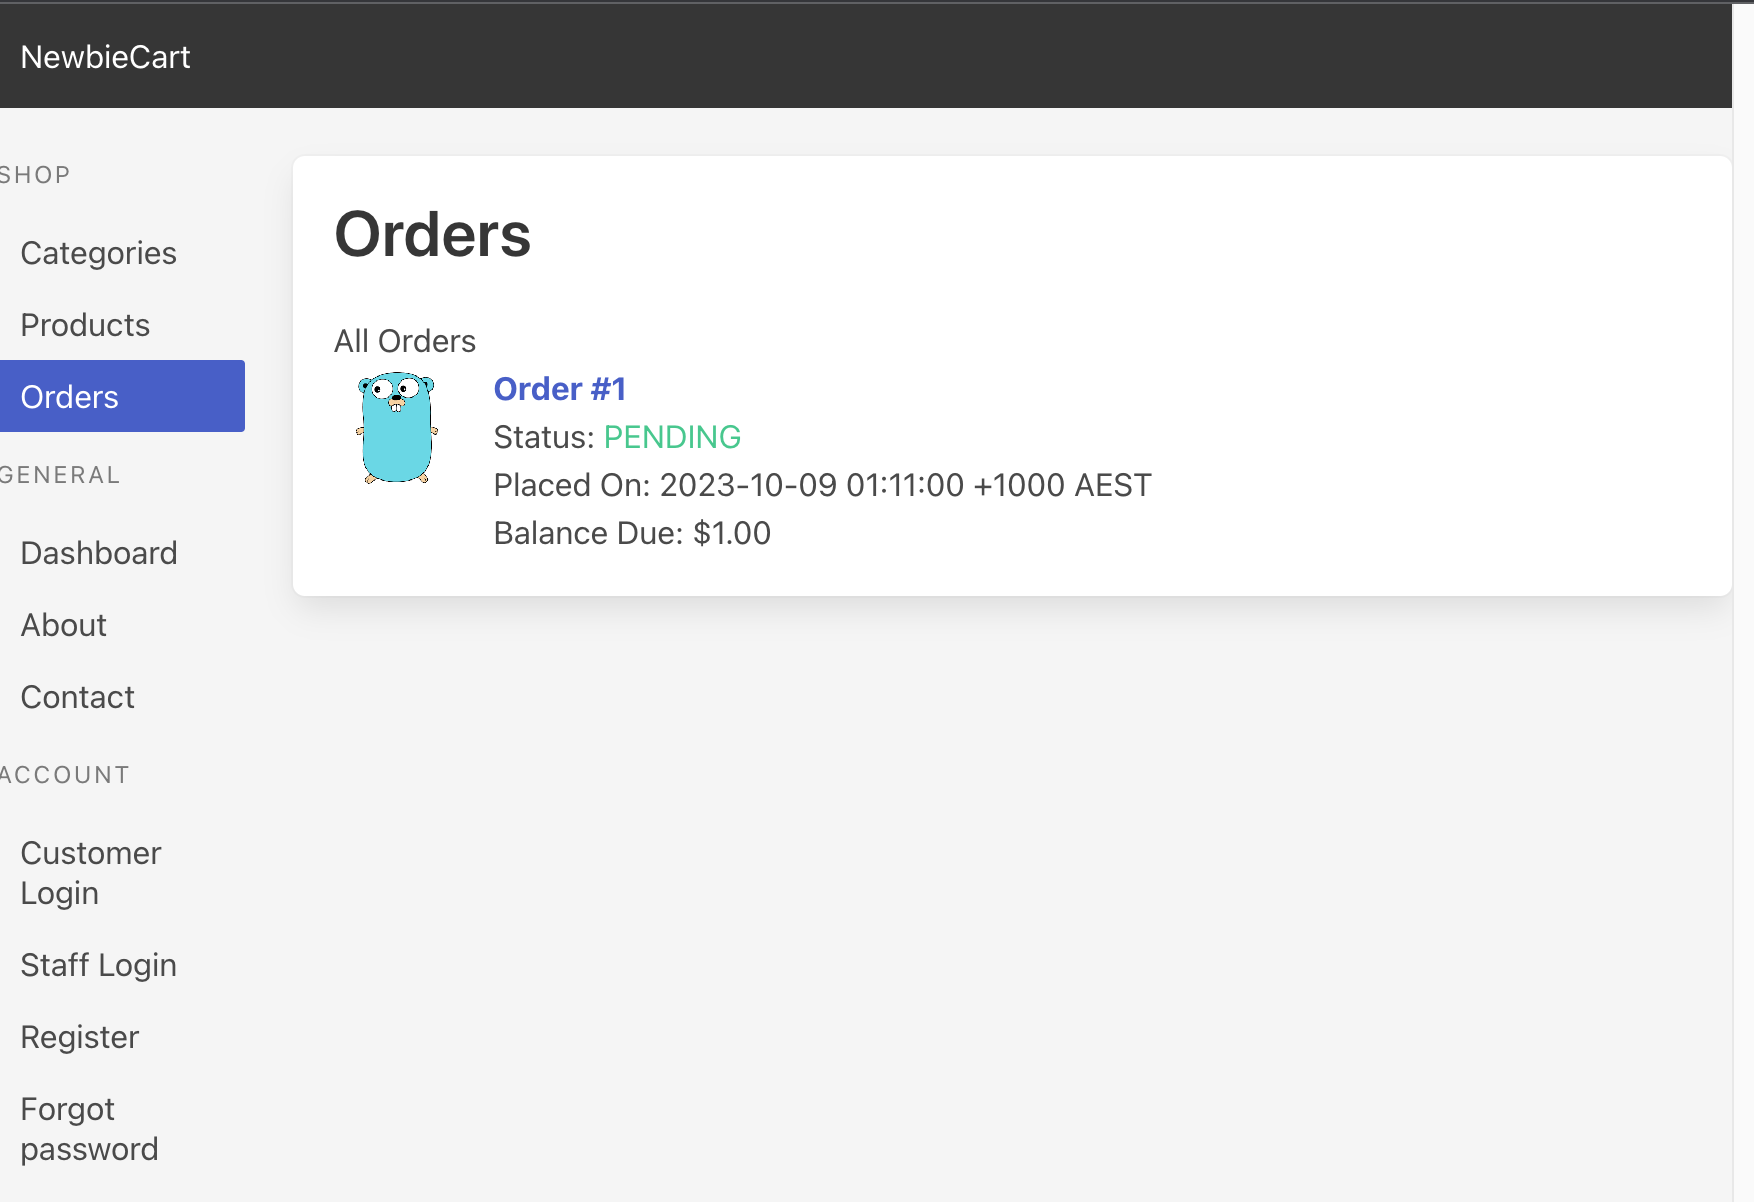 NewbieCart
SHOP
Categories
Products
Orders
GENERAL
Dashboard
About
Contact
ACCOUNT
Customer
Login
Staff Login
Register
Forgot
password
Orders
All Orders
Order #1
Status: PENDING
Placed On: 2023-10-09 01:11:00 +1000 AEST
Balance Due: $1.00